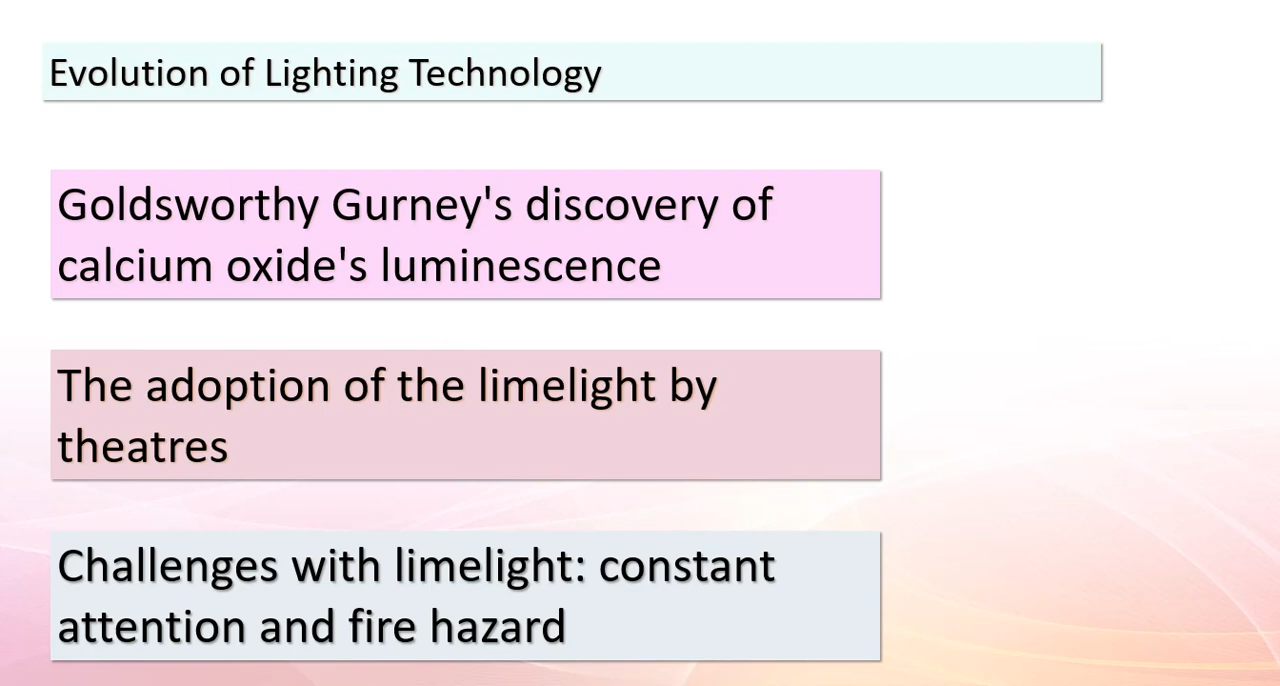 Evolution of Lighting Technology
Goldsworthy Gurney's discovery of
calcium oxide's luminescence
The adoption of the limelight by
theatres
Challenges with limelight: constant
attention and fire hazard